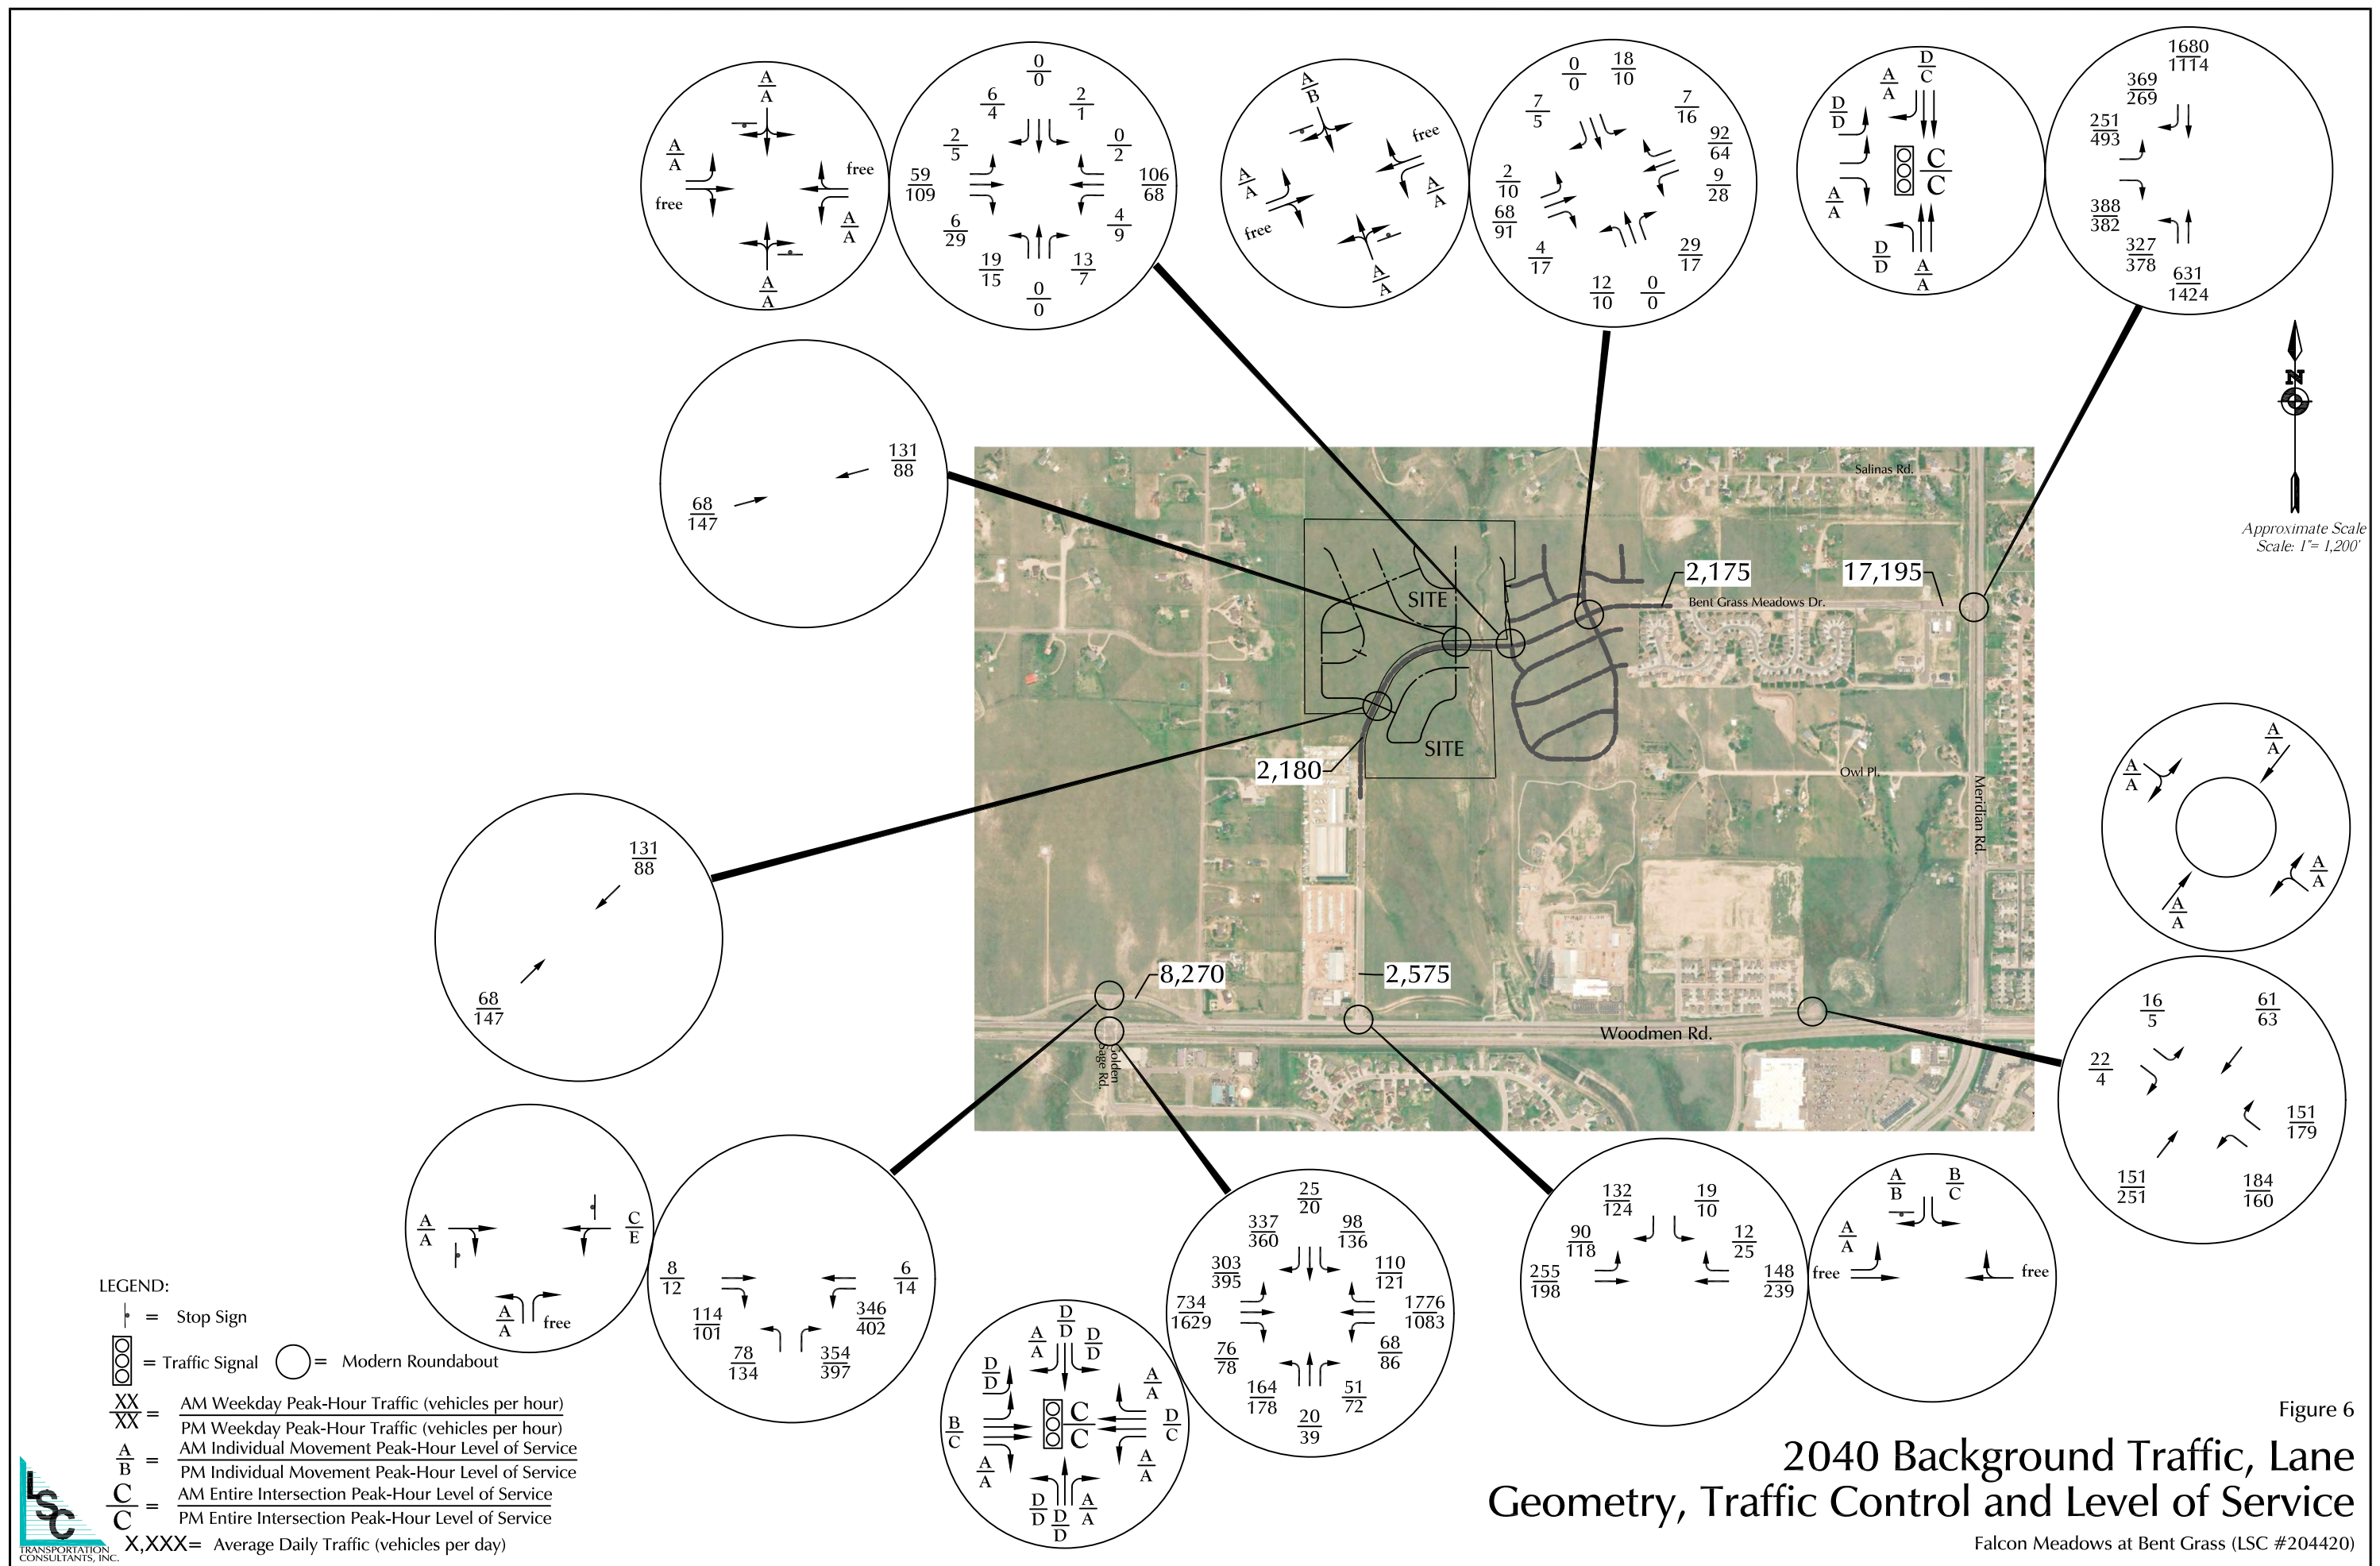 A
A
A
A
free
free
A
A
A
A
0
0
6
4
2
1
2
5
0
2
59
109
106
68
6
29
4
9
19
15
13
7
0
0
A
B
free
A
A
A
A
free
A
A
0
0
18
10
7
5
7
16
92
64
2
10
9
28
68
91
4
17
29
17
12
10
0
0
D
C
A
A
D
D
C
C
A
A
D
D
A
A
1680
1114
369
269
251
493
388
382
327
378
631
1424
N
Approximate Scale
Scale: 1"= 1,200'
131
88
68
147
Salinas Rd.
SITE
2,175
17,195
Bent Grass Meadows Dr.
SITE
2,180
Owl Pl.
Meridian Rd.
131
88
68
147
8,270
2,575
Woodmen Rd.
Golden
Sage Rd.
A
A
A
A
A
A
A
A
16
5
61
63
22
4
151
179
151
251
184
160
A
A
C
E
A
A
free
8
12
6
14
114
101
346
402
78
134
354
397
D
D
A
A
D
D
D
D
A
A
B
C
C
C
D
C
A
A
A
A
D
D
D
D
A
A
25
20
337
360
98
136
303
395
110
121
734
1629
1776
1083
76
78
68
86
164
178
51
72
20
39
132
124
19
10
90
118
12
25
255
198
148
239
A
B
B
C
A
A
free
free
LEGEND:
= Stop Sign
= Traffic Signal
= Modern Roundabout
XX
XX
=
AM Weekday Peak-Hour Traffic (vehicles per hour)
PM Weekday Peak-Hour Traffic (vehicles per hour)
A
B
=
AM Individual Movement Peak-Hour Level of Service
PM Individual Movement Peak-Hour Level of Service
C
C
=
AM Entire Intersection Peak-Hour Level of Service
PM Entire Intersection Peak-Hour Level of Service
X,XXX= Average Daily Traffic (vehicles per day)
LSC
TRANSPORTATION
CONSULTANTS, INC.
Figure 6
2040 Background Traffic, Lane
Geometry, Traffic Control and Level of Service
Falcon Meadows at Bent Grass (LSC #204420)